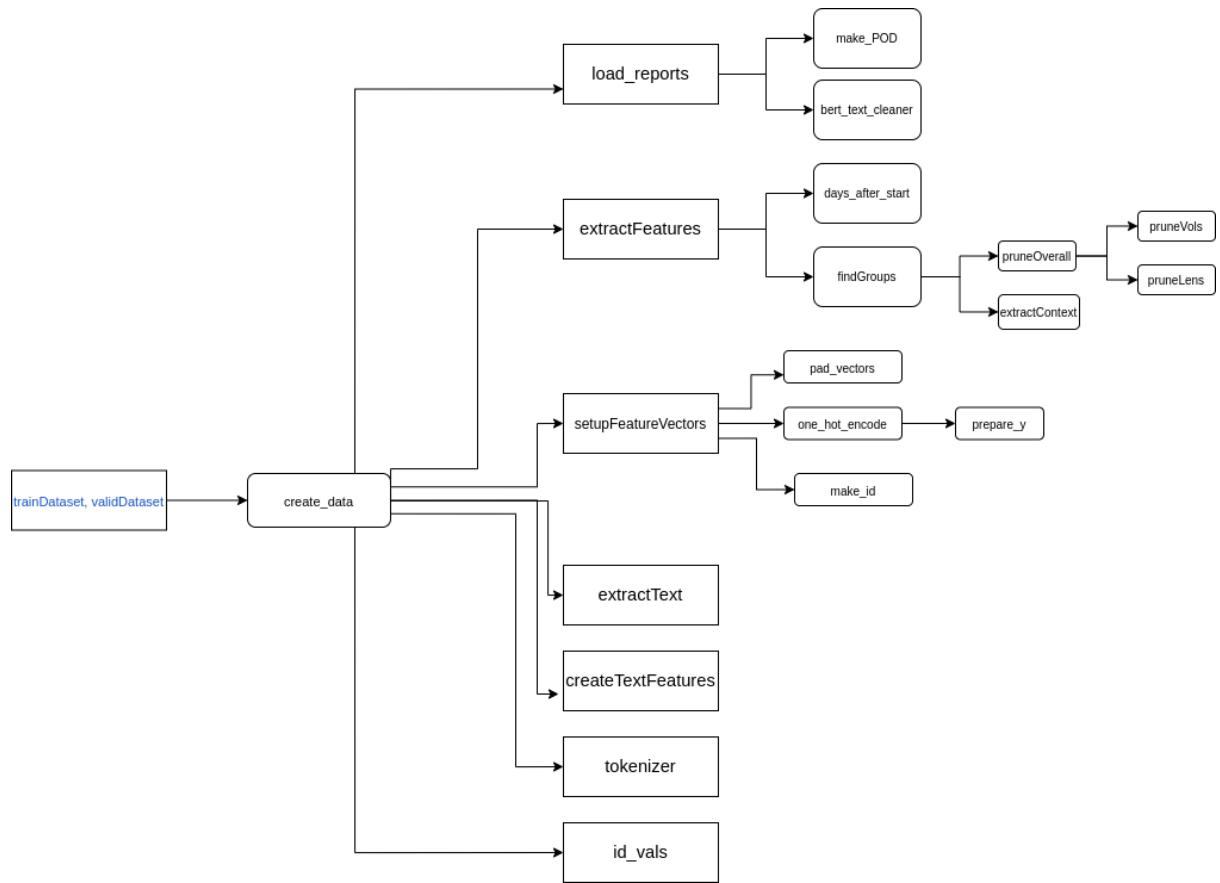 make_POD
load_reports
bert_text_cleaner
days_after_start
extractFeatures
pruneVols
pruneOverall
findGroups
pruneLens
extractContext
pad_vectors
setupFeatureVectors
one_hot_encode
prepare_y
make_id
trainDataset, validDataset
create_data
extractText
createTextFeatures
tokenizer
id_vals